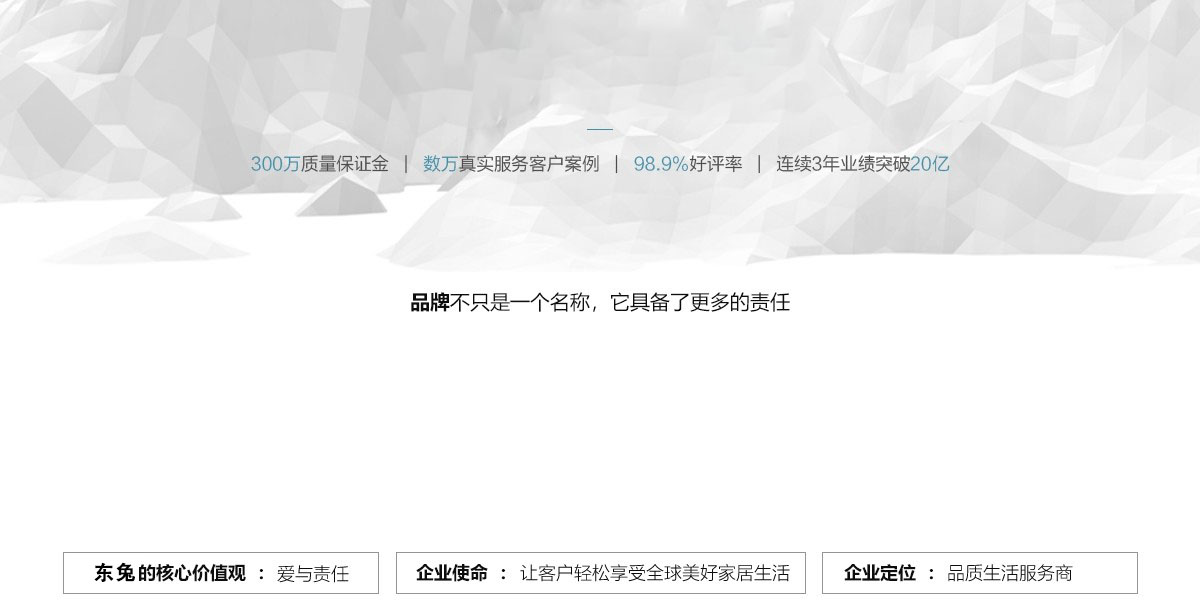 300万质量保证金 | 数万真实服务客户案例 | 98.9%好评率 | 连续3年业绩突破20亿
品牌不只是一个名称，它具备了更多的责任
东兔的核心价值观 : 爱与责任
企业使命 : 让客户轻松享受全球美好家居生活
企业定位 : 品质生活服务商